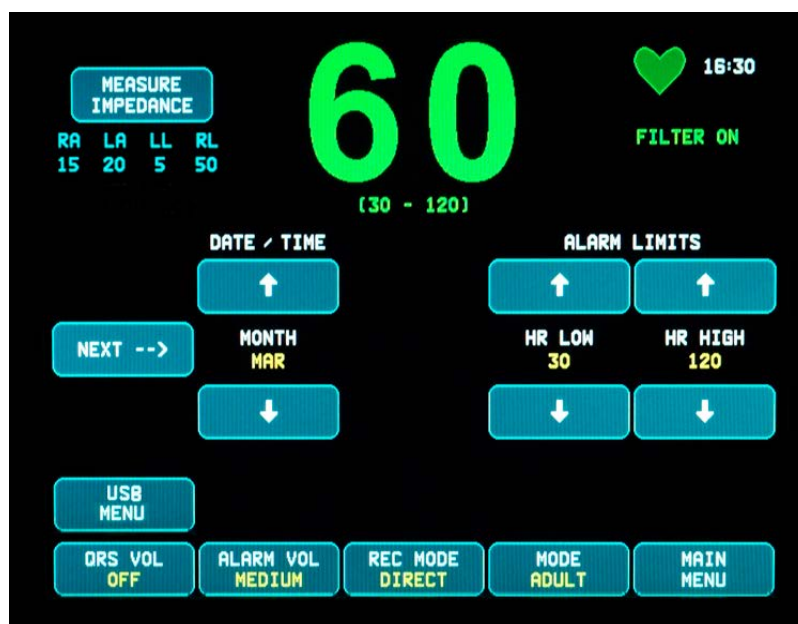 60
16:30
MEASURE
IMPEDANCE
RA LA LL RL
15 20 5 50
FILTER ON
(30 - 120)
DATE / TIME
ALARM LIMITS
NEXT -->
MONTH
MAR
HR LOW
30
HR HIGH
120
USB
MENU
QRS VOL
OFF
ALARM VOL
MEDIUM
REC MODE
DIRECT
MODE
ADULT
MAIN
MENU